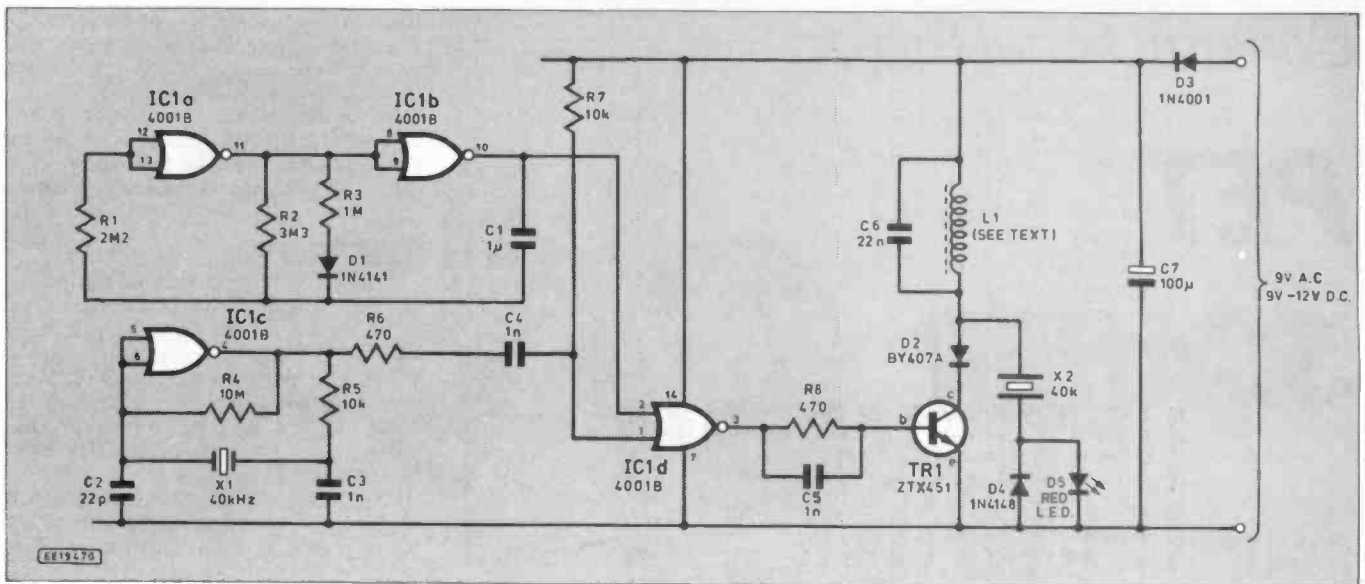 IC1a
4001B
12
13
11
R1
2M2
R2
3M3
R3
1M
D1
1N4141
IC1b
4001B
8
9
10
C1
1µ
R7
10k
IC1c
4001B
5
6
4
R4
10M
R5
10k
R6
470
C4
1n
C2
22p
X1
40kHz
C3
1n
14
2
1
3
7
IC1d
4001B
R8
470
C5
1n
b
c
e
TR1
ZTX451
C6
22n
L1
(SEE TEXT)
D2
BY407A
X2
40k
D4
1N4148
D5
RED
L.E.D.
C7
100µ
D3
1N4001
9V A.C
9V-12V D.C.
EE1947G